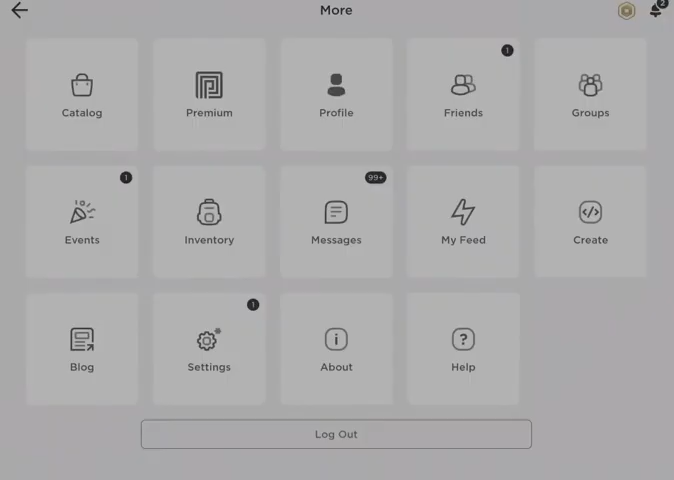 More
2
Catalog
Premium
Profile
1
Friends
Groups
1
Events
Inventory
99+
Messages
My Feed
Create
Blog
1
Settings
About
Help
Log Out